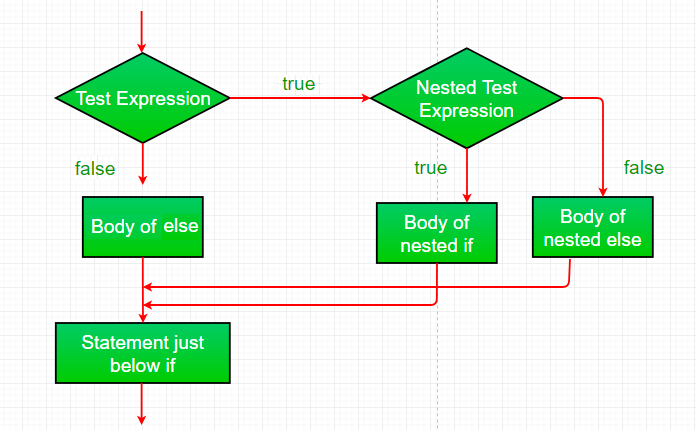 Test Expression
true
Nested Test
Expression
false
true
false
Body of else
Body of
nested if
Body of
nested else
Statement just
below if